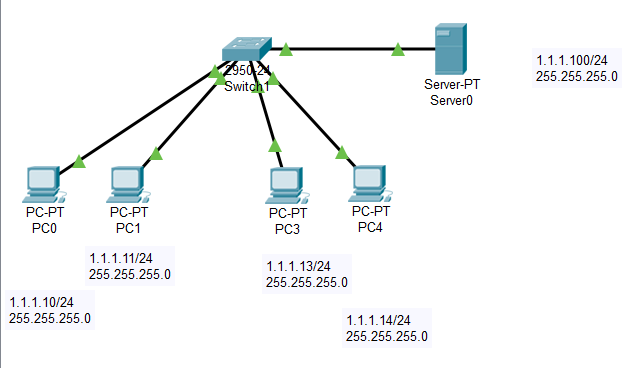 2950-24
Switch1
Server-PT
Server0
1.1.1.100/24
255.255.255.0
PC-PT
PC0
PC-PT
PC1
PC-PT
PC3
PC-PT
PC4
1.1.1.11/24
255.255.255.0
1.1.1.13/24
255.255.255.0
1.1.1.10/24
255.255.255.0
1.1.1.14/24
255.255.255.0